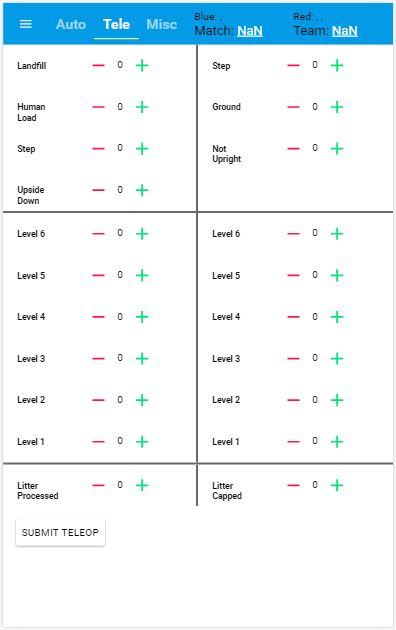 Auto Tele Misc
Blue: , Red: , ,
Match: NaN Team: NaN
Landfill 0 Step 0
Human
Load 0 Ground 0
Step 0 Not
Upright 0
Upside
Down 0
Level 6 0 Level 6 0
Level 5 0 Level 5 0
Level 4 0 Level 4 0
Level 3 0 Level 3 0
Level 2 0 Level 2 0
Level 1 0 Level 1 0
Litter
Processed 0 Litter
Capped 0
SUBMIT TELEOP